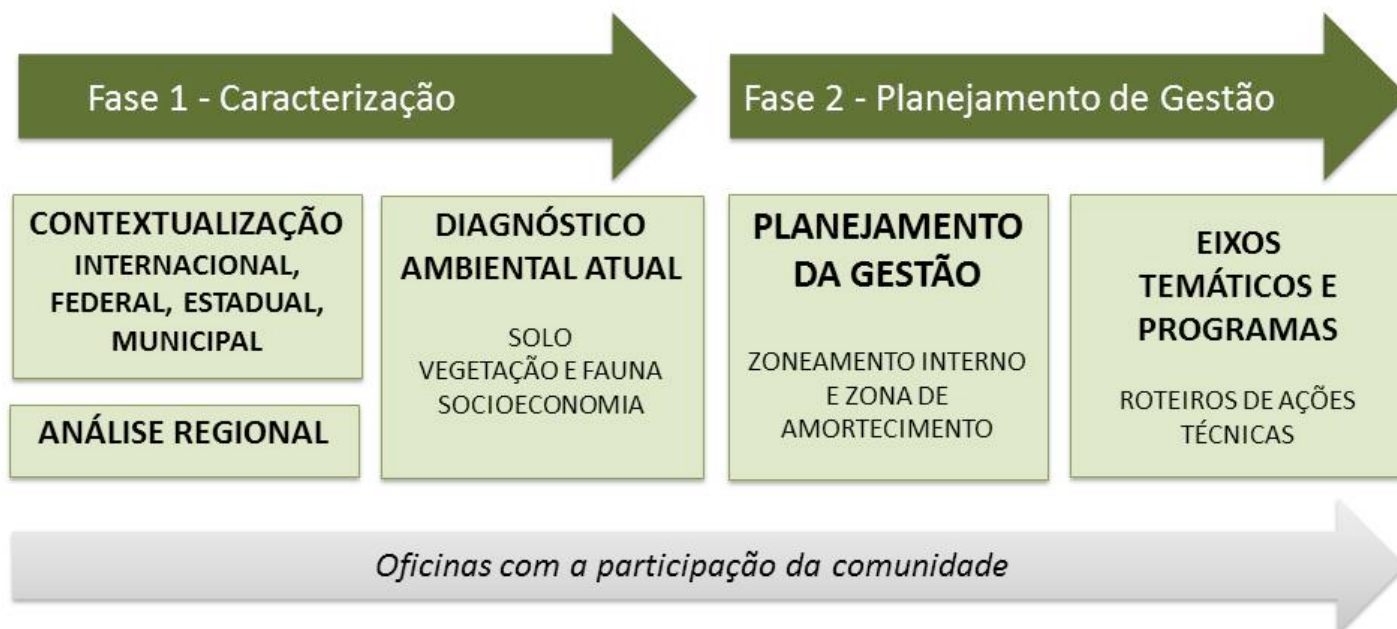 Fase 1 - Caracterização
Fase 2 - Planejamento de Gestão
CONTEXTUALIZAÇÃO
INTERNACIONAL,
FEDERAL, ESTADUAL,
MUNICIPAL
ANÁLISE REGIONAL
DIAGNÓSTICO
AMBIENTAL ATUAL
SOLO
VEGETAÇÃO E FAUNA
SOCIOECONOMIA
PLANEJAMENTO
DA GESTÃO
ZONEAMENTO INTERNO
E ZONA DE
AMORTECIMENTO
EIXOS
TEMÁTICOS E
PROGRAMAS
ROTEIROS DE AÇÕES
TÉCNICAS
Oficinas com a participação da comunidade